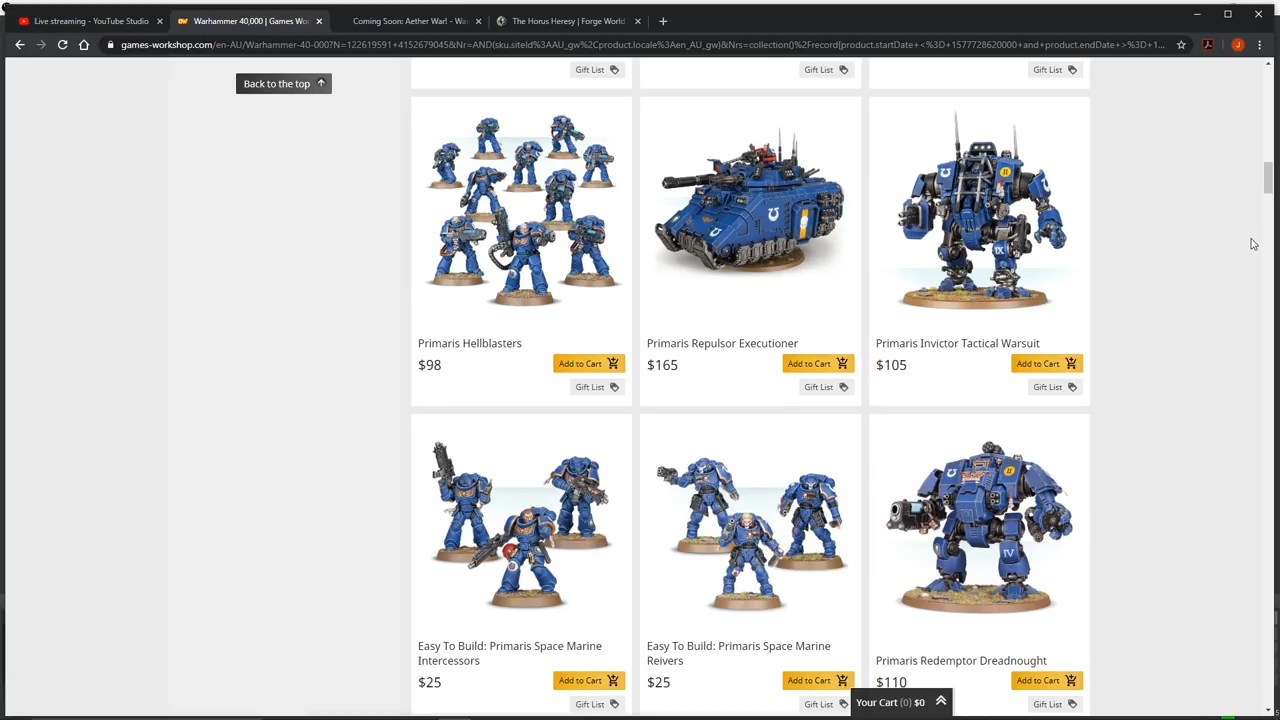 Live streaming - YouTube Studio
Warhammer 40,000 | Games Wor
Coming Soon: Aether War! - Wa
The Horus Heresy | Forge World
games-workshop.com/en-AU/Warhammer-40-000?N=122619591+4152679045&Nr=AND(sku.siteId%3AAU_gw%2Cproduct.locale%3Aen_AU_gw)&Nrs=collection()%2Frecord[product.startDate+<%3D+1577728620000+and+product.endDate+>%3D+1...
J
Back to the top
Gift List
Gift List
Gift List
Primaris Hellblasters
$98
Add to Cart
Gift List
Primaris Repulsor Executioner
$165
Add to Cart
Gift List
Primaris Invictor Tactical Warsuit
$105
Add to Cart
Gift List
Easy To Build: Primaris Space Marine
Intercessors
$25
Add to Cart
Gift List
Easy To Build: Primaris Space Marine
Reivers
$25
Add to Cart
Gift List
Primaris Redemptor Dreadnought
$110
Add to Cart
Gift List
Your Cart (0) $0